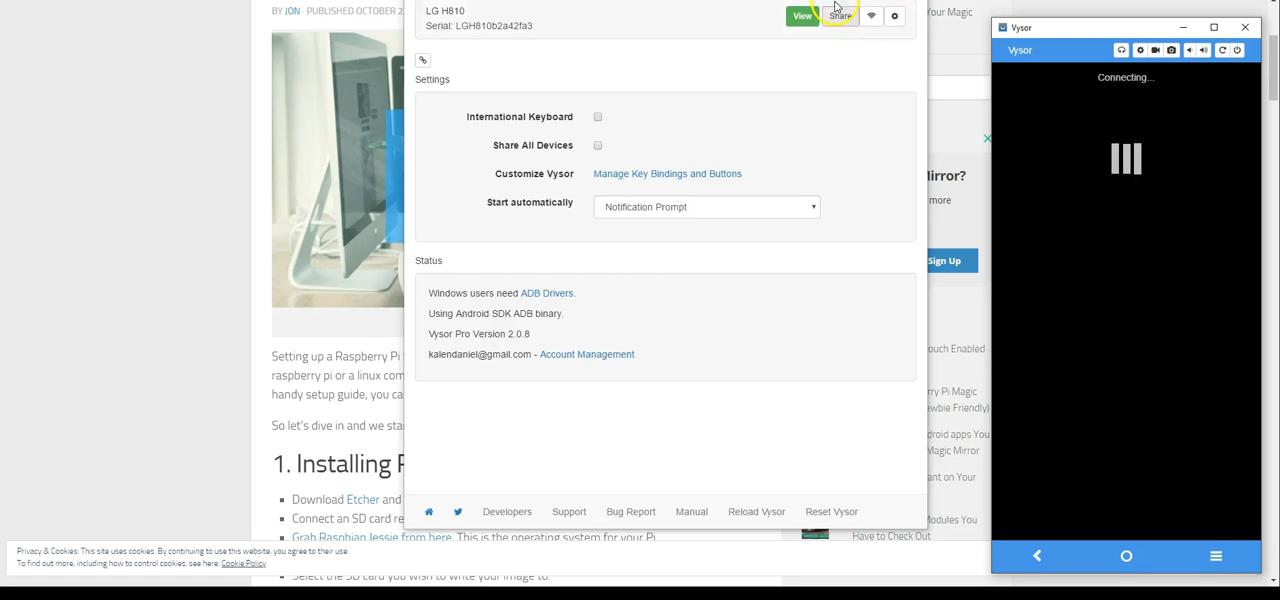 BY JON · PUBLISHED OCTOBER 2
LG H810
Serial: LGH810b2a42fa3
View
Share
Your Magic
Vysor
Vysor
Connecting...
Settings
International Keyboard
Share All Devices
Customize Vysor
Manage Key Bindings and Buttons
Start automatically
Notification Prompt
Mirror?
more
Sign Up
Status
Windows users need ADB Drivers.
Using Android SDK ADB binary.
Vysor Pro Version 2.0.8
kalendaniel@gmail.com - Account Management
Setting up a Raspberry Pi
raspberry pi or a linux com
handy setup guide, you ca
So let's dive in and we sta
1. Installing
Download Etcher and
Connect an SD card re
Grab Raspbian Jessie from here. This is the operating system for your Pi
Select the SD card you wish to write your image to.
ouch Enabled
rry Pi Magic
ewbie Friendly)
droid apps You
Magic Mirror
ant on Your
Modules You
Have to Check Out
Developers
Support
Bug Report
Manual
Reload Vysor
Reset Vysor
Privacy & Cookies: This site uses cookies. By continuing to use this website, you agree to their use.
To find out more, including how to control cookies, see here: Cookie Policy